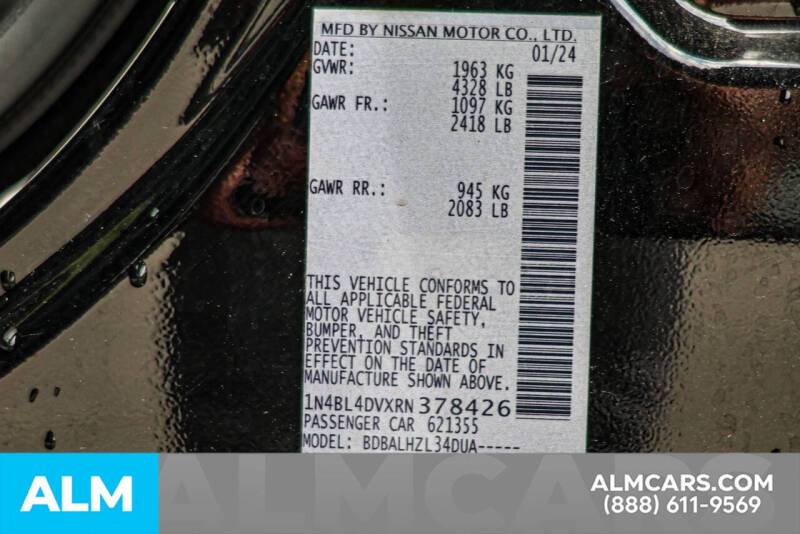 MFD BY NISSAN MOTOR CO., LTD.
DATE: 01/24
GVWR: 1963 KG
4328 LB
GAWR FR.: 1097 KG
2418 LB
GAWR RR.: 945 KG
2083 LB
THIS VEHICLE CONFORMS TO
ALL APPLICABLE FEDERAL
MOTOR VEHICLE SAFETY,
BUMPER, AND THEFT
PREVENTION STANDARDS IN
EFFECT ON THE DATE OF
MANUFACTURE SHOWN ABOVE.
1N4BL4DVXRN378426
PASSENGER CAR 621355
MODEL: BDBALHZL34DUA-----
ALM
ALMCARS
ALMCARS.COM
(888) 611-9569